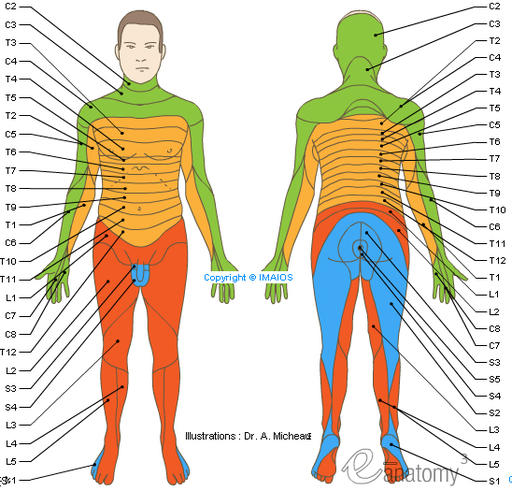 C2
C3
T3
C4
T4
T5
T2
C5
T6
T7
T8
T9
T1
C6
T10
T11
L1
C7
C8
T12
L2
S3
S4
L3
L4
L5
S1
Copyright © IMAIOS
Illustrations : Dr. A. Micheau
C2
C3
T2
C4
T3
T4
T5
C5
T6
T7
T8
T9
T10
C6
T11
T12
T1
L1
L2
C8
C7
S3
S5
S4
S2
L3
L4
L5
S1
e-anatomy 3